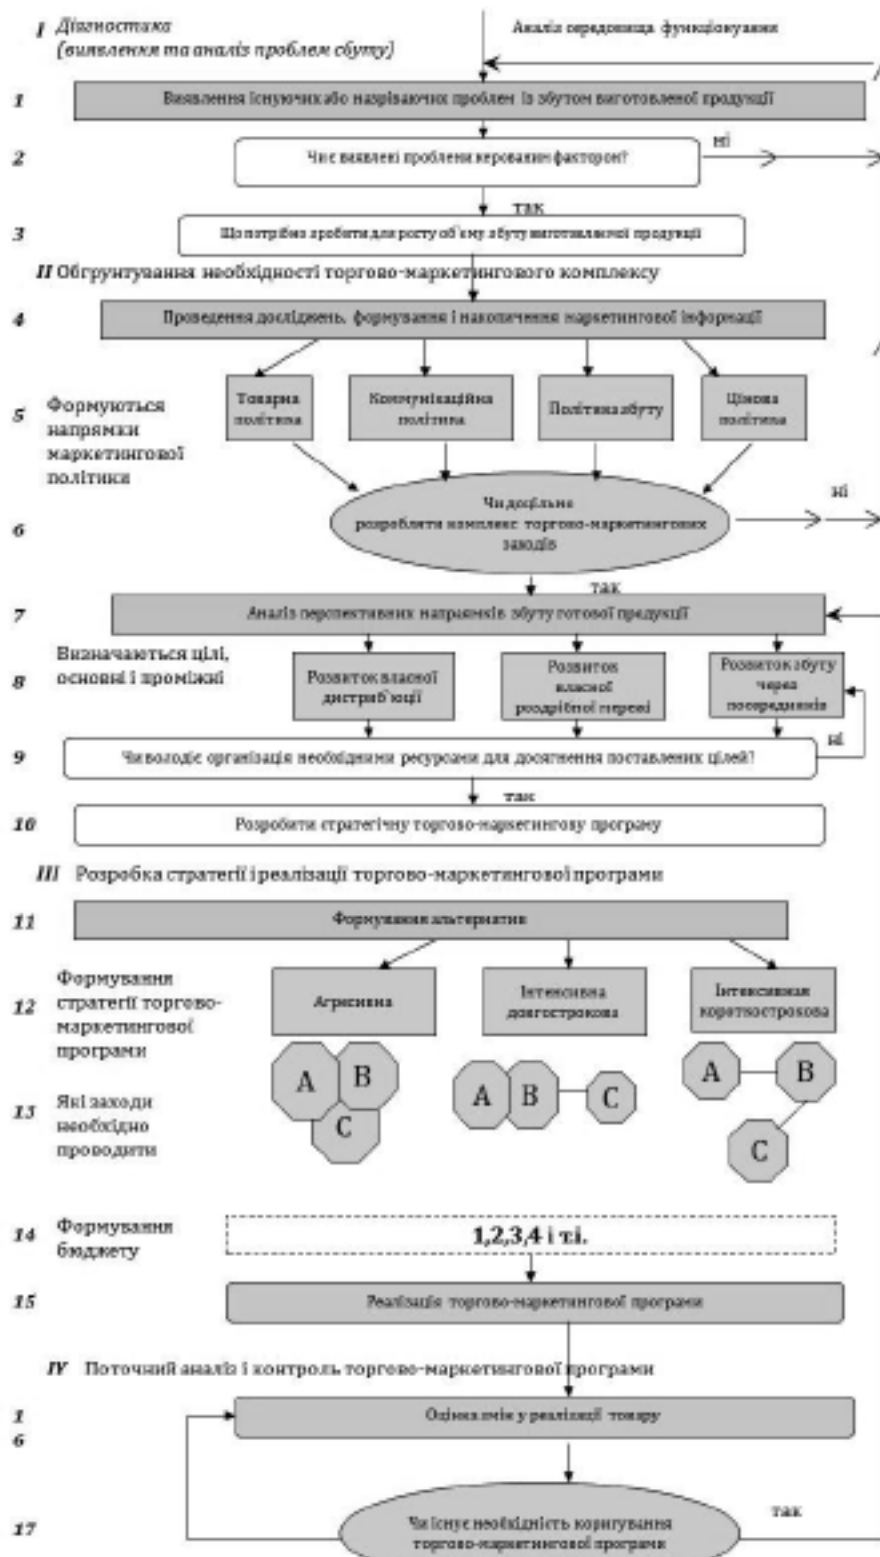 I Діагностика
(виявлення та аналіз проблем сбуту)
Аналіз середовища функціонування
1 Виявлення існуючих або назріваючих проблем із збутом виготовленої продукції
2 Чи є виявлені проблеми керованим фактором?
ні
так
3 Що потрібно зробити для росту об'єму збуту виготовляємої продукції
II Обгрунтування необхідності торгово-маркетингового комплексу
4 Проведення досліджень, формування і накопичення маркетингової інформації
5 Формуються
напрямки
маркетингової
політики
Товарна
політика
Коммунікаційна
політика
Політика збуту
Цінова
політика
6 Чи доцільно
розробляти комплекс торгово-маркетингових
заходів
ні
так
7 Аналіз перспективних напрямків збуту готової продукції
8 Визначаються цілі,
основні і проміжні
Розвиток власної
дистриб'юції
Розвиток
власної
роздрібної мережі
Розвиток збуту
через
посередників
9 Чи володіє організація необхідними ресурсами для досягнення поставлених цілей?
ні
так
10 Розробити стратегічну торгово-маркетингову програму
III Розробка стратегії і реалізації торгово-маркетингової програми
11 Формування альтернатив
12 Формування
стратегії торгово-
маркетингової
програми
Агресивна
Інтенсивна
довгострокова
Інтенсивная
короткострокова
13 Які заходи
необхідно
проводити
A B C
A B C
A B C
14 Формування
бюджету
1,2,3,4 і т.і.
15 Реалізація торгово-маркетингової програми
IV Поточний аналіз і контроль торгово-маркетингової програми
1
6
Оцінка змін у реалізації товару
17 Чи існує необхідність коригування
торгово-маркетингової програми
так